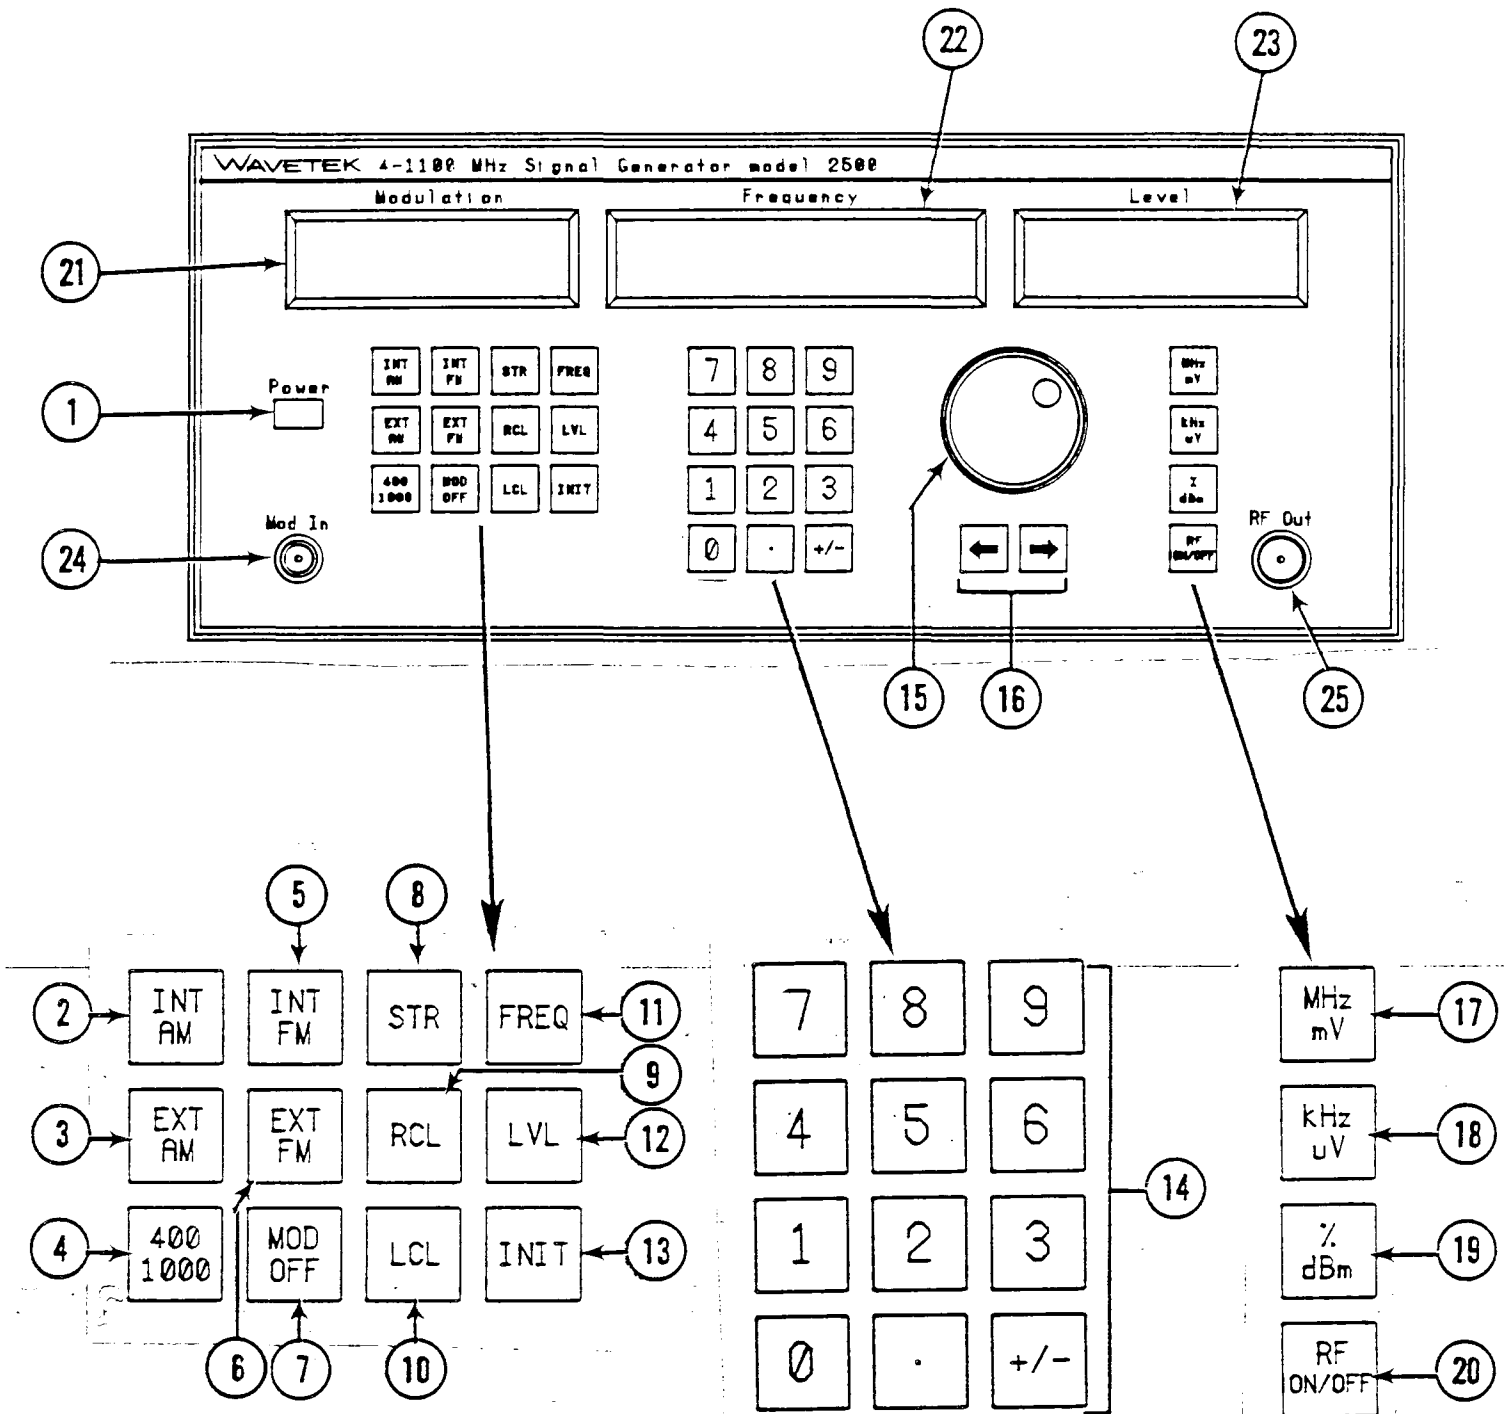 22
23
WAVETEK 4-1100 MHz Signal Generator model 2500
Modulation
Frequency
Level
21
INT AM
INT FM
STR
FREQ
7
8
9
MHz mV
Power
1
EXT AM
EXT FM
RCL
LVL
4
5
6
kHz uV
400 1000
MOD OFF
LCL
INIT
1
2
3
% dBm
Mod In
24
0
.
+/-
RF ON/OFF
RF Out
15
16
25
5
8
2
INT AM
INT FM
STR
FREQ
11
7
8
9
MHz mV
17
9
3
EXT AM
EXT FM
RCL
LVL
12
4
5
6
kHz uV
18
14
4
400 1000
MOD OFF
LCL
INIT
13
1
2
3
% dBm
19
6
7
10
0
.
+/-
RF ON/OFF
20